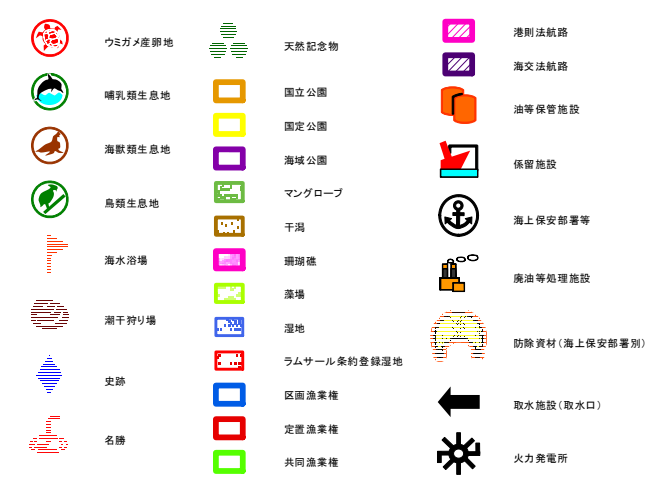 ウミガメ産卵地
哺乳類生息地
海獣類生息地
鳥類生息地
海水浴場
潮干狩り場
史跡
名勝
天然記念物
国立公園
国定公園
海域公園
マングローブ
干潟
珊瑚礁
藻場
湿地
ラムサール条約登録湿地
区画漁業権
定置漁業権
共同漁業権
港則法航路
海交法航路
油等保管施設
係留施設
海上保安部署等
廃油等処理施設
防除資材（海上保安部署別）
取水施設（取水口）
火力発電所